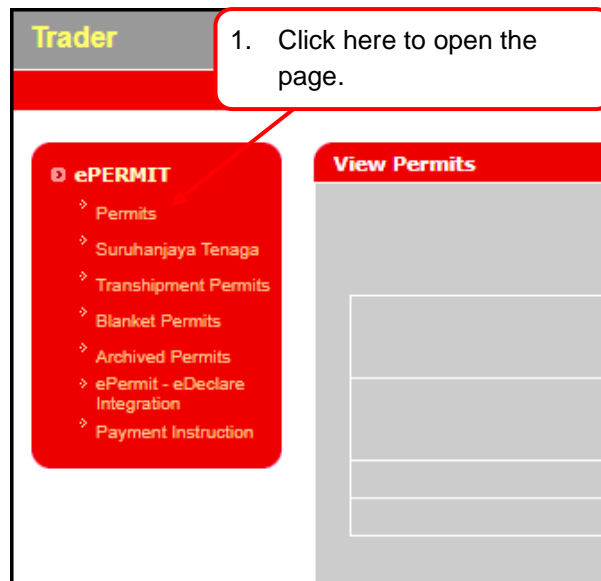 Trader
1. Click here to open the
page.
ePERMIT
Permits
Suruhanjaya Tenaga
Transhipment Permits
Blanket Permits
Archived Permits
ePermit - eDeclare
Integration
Payment Instruction
View Permits